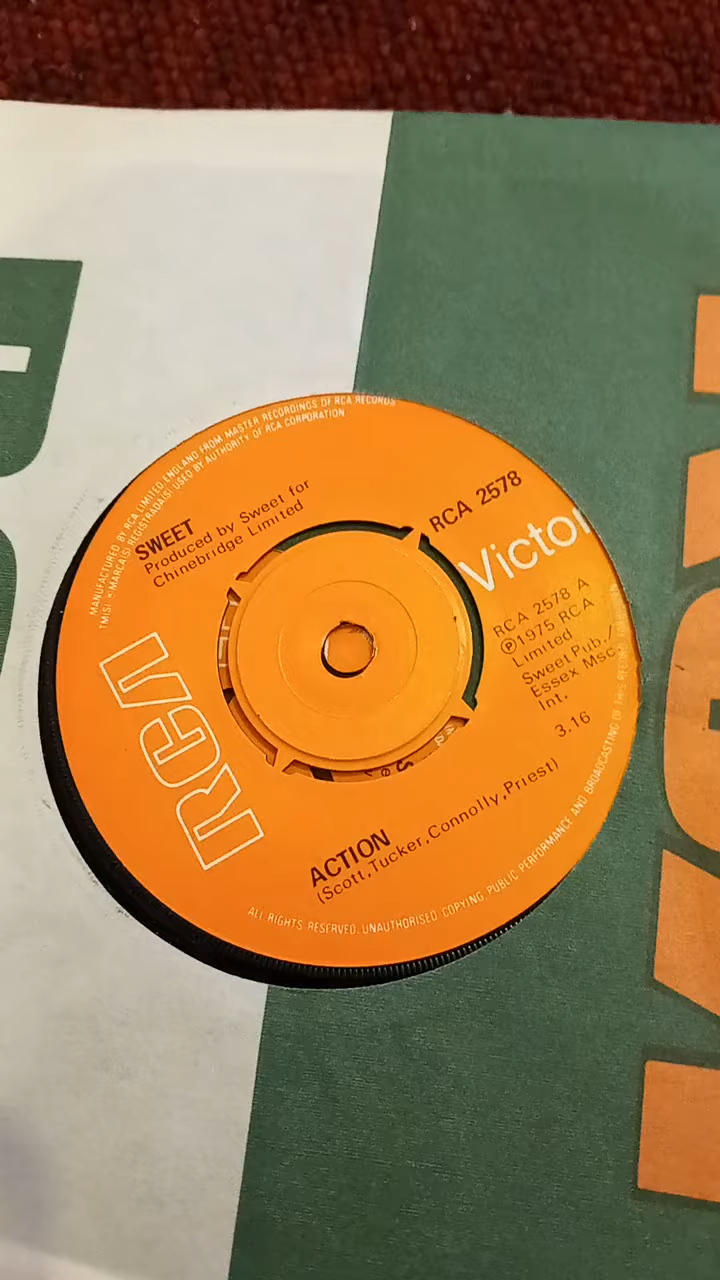 MANUFACTURED BY RCA LIMITED, ENGLAND FROM MASTER RECORDINGS OF RCA RECORDS
TM(S). ® MARCA(S) REGISTRADA(S) USED BY AUTHORITY OF RCA CORPORATION
SWEET
Produced by Sweet for
Chinebridge Limited
RCA 2578
Victor
RCA 2578 A
℗1975 RCA
Limited
Sweet Pub./
Essex Msc.
Int.
3.16
RCA
ACTION
(Scott,Tucker,Connolly,Priest)
ALL RIGHTS RESERVED. UNAUTHORISED COPYING, PUBLIC PERFORMANCE AND BROADCASTING OF THIS RECORD